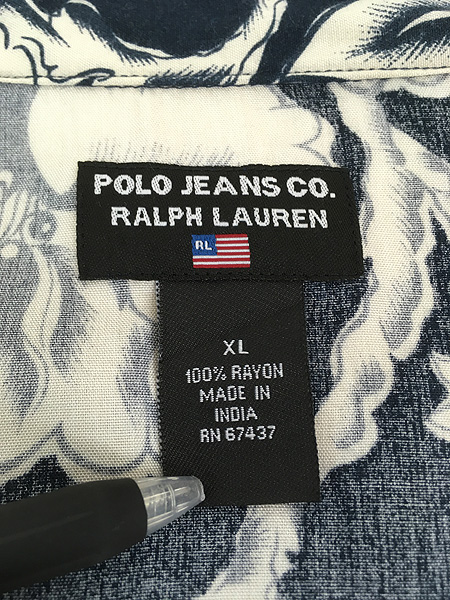 POLO JEANS CO.
RALPH LAUREN
RL
XL
100% RAYON
MADE IN
INDIA
RN 67437